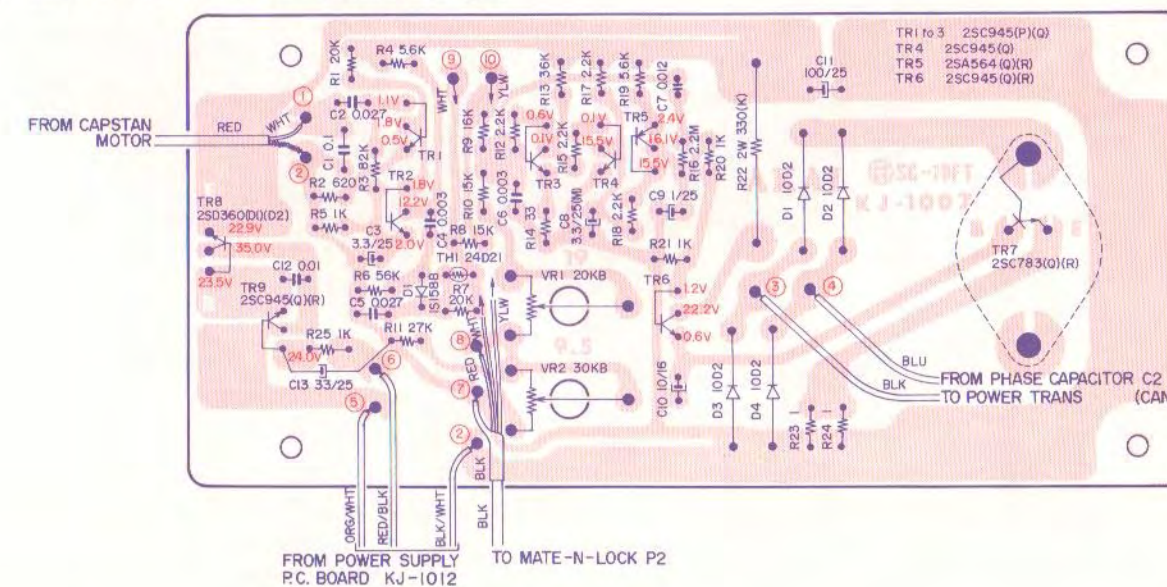 TR1 to 3 2SC945(P)(Q)
TR4 2SC945(Q)
TR5 2SA564(Q)(R)
TR6 2SC945(Q)(R)
FROM CAPSTAN
MOTOR
RED
WHT
①
②
R1 20K
R4 5.6K
C2 0.027
C1 0.1
R3 82K
R2 620
R5 1K
1.1V
1.8V
0.5V
TR1
TR2
1.8V
12.2V
2.0V
C3
3.3/25
C4 0.003
⑨
WHT
⑩
YLW
R9 16K
R12 2.2K
R10 15K
C6 0.003
R8 15K
TH1 24D21
R13 36K
R17 2.2K
R19 5.6K
C7 0.012
0.6V
0.1V
TR3
R15 2.2K
0.1V
15.5V
TR4
TR5
2.4V
16.1V
15.5V
R16 2.2M
R20 1K
R14 33
C8
3.3/25(M)
R18 2.2K
C9 1/25
R21 1K
R22 2W 330(K)
C11
100/25
D1 10D2
D2 10D2
KJ-1003
TR7
2SC783(Q)(R)
TR8
2SD360(D1)(D2)
22.9V
35.0V
23.5V
C12 0.01
TR9
2SC945(Q)(R)
R6 56K
C5 0.027
D1
1S1588
R7
20K
R25 1K
R11 27K
24.0V
C13 33/25
⑥
⑤
WHT
⑧
RED
⑦
YLW
②
VR1 20KB
9.5
VR2 30KB
TR6
1.2V
22.2V
0.6V
C10 10/16
③
④
D3 10D2
D4 10D2
R23 1
R24 1
BLU
BLK
FROM PHASE CAPACITOR C2
TO POWER TRANS (CAN
ORG/WHT
RED/BLK
BLK/WHT
BLK
BLK
FROM POWER SUPPLY
P.C. BOARD KJ-1012
TO MATE-N-LOCK P2